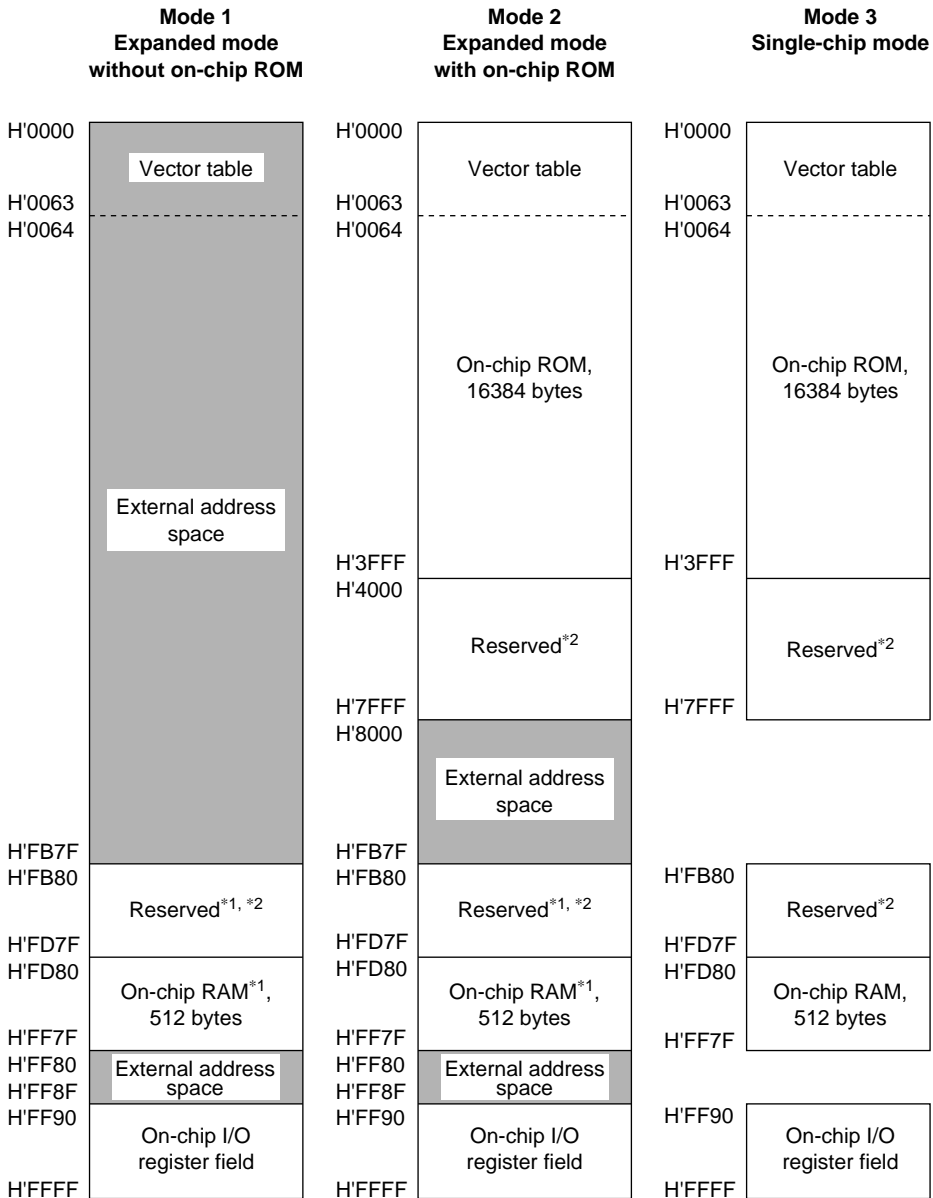 Mode 1
Expanded mode
without on-chip ROM
H'0000
Vector table
H'0063
H'0064
External address
space
H'FB7F
H'FB80
Reserved*1, *2
H'FD7F
H'FD80
On-chip RAM*1,
512 bytes
H'FF7F
H'FF80
External address
space
H'FF8F
H'FF90
On-chip I/O
register field
H'FFFF
Mode 2
Expanded mode
with on-chip ROM
H'0000
Vector table
H'0063
H'0064
On-chip ROM,
16384 bytes
H'3FFF
H'4000
Reserved*2
H'7FFF
H'8000
External address
space
H'FB7F
H'FB80
Reserved*1, *2
H'FD7F
H'FD80
On-chip RAM*1,
512 bytes
H'FF7F
H'FF80
External address
space
H'FF8F
H'FF90
On-chip I/O
register field
H'FFFF
Mode 3
Single-chip mode
H'0000
Vector table
H'0063
H'0064
On-chip ROM,
16384 bytes
H'3FFF
Reserved*2
H'7FFF
H'FB80
Reserved*2
H'FD7F
H'FD80
On-chip RAM,
512 bytes
H'FF7F
H'FF90
On-chip I/O
register field
H'FFFF